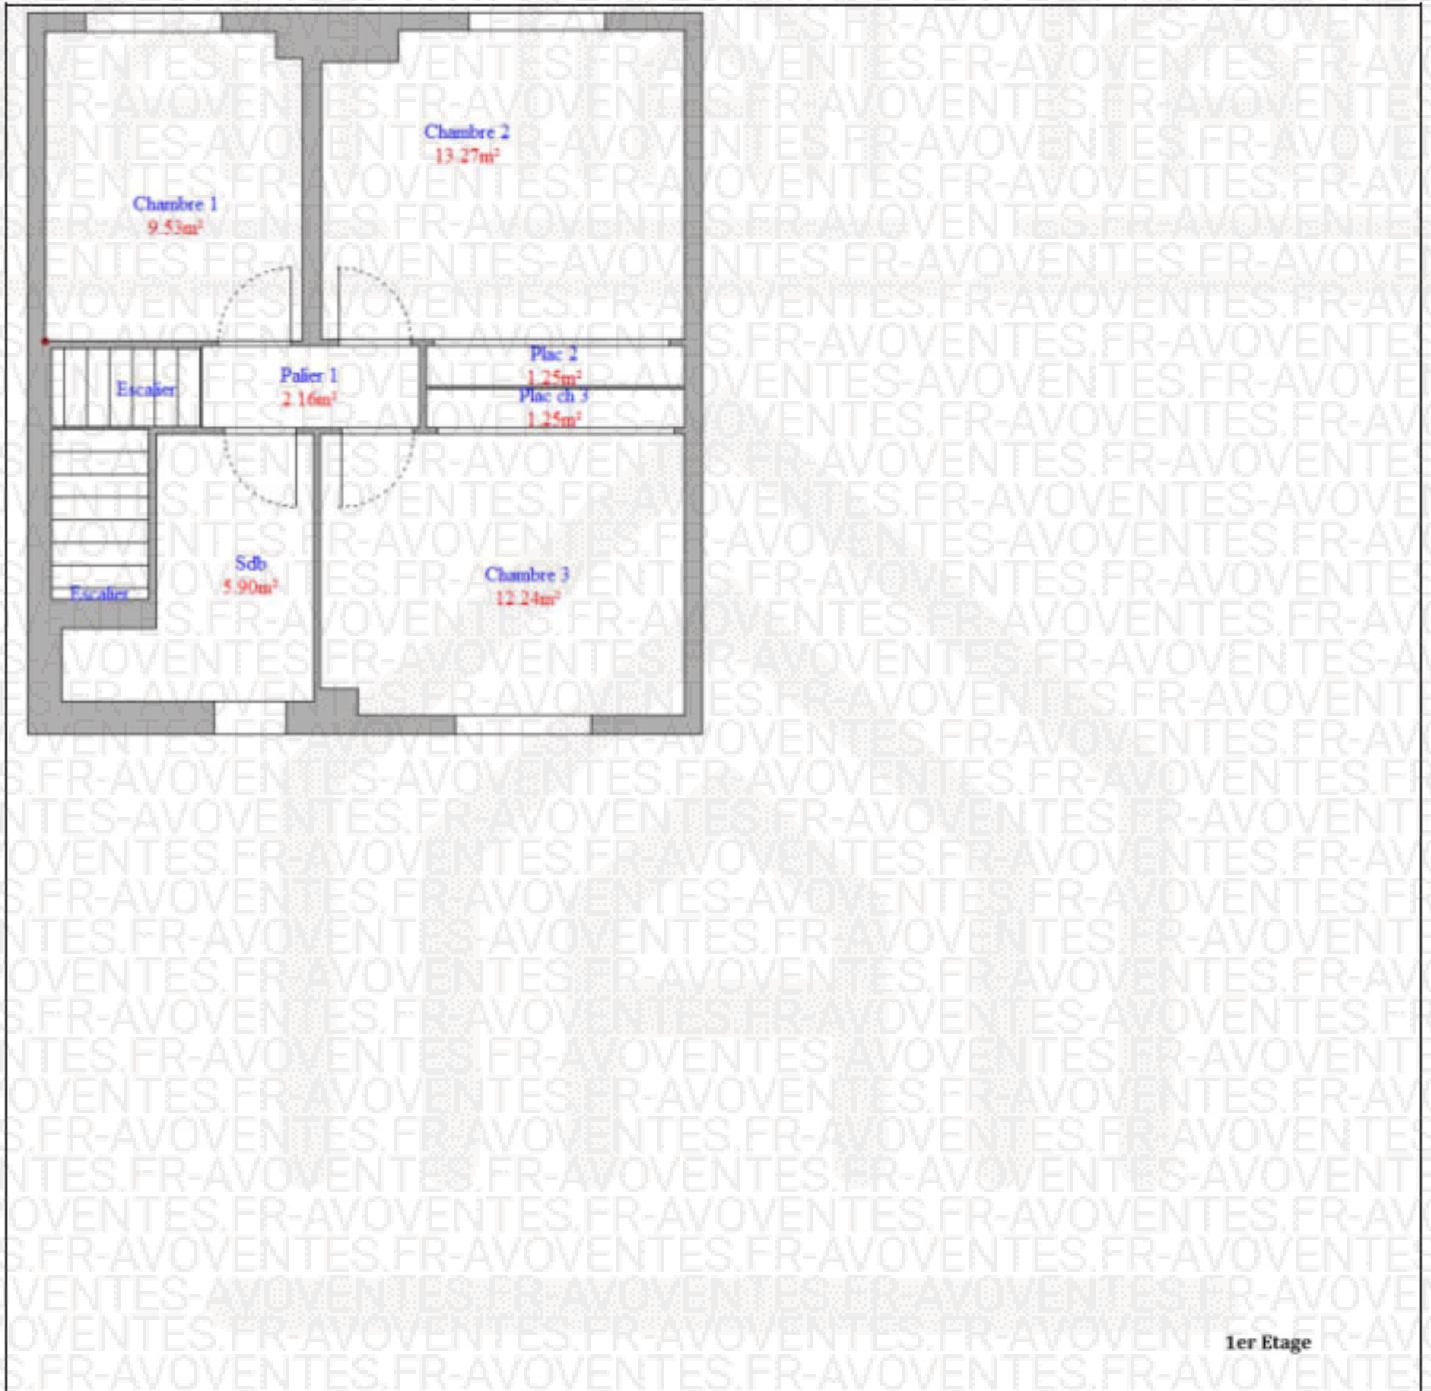 Chambre 2
13.27m²
Chambre 1
9.53m²
Plac 2
1.25m²
Palier 1
2.16m²
Escalier
Plac ch 3
1.25m²
Sdb
5.90m²
Chambre 3
12.24m²
Escalier
1er Etage